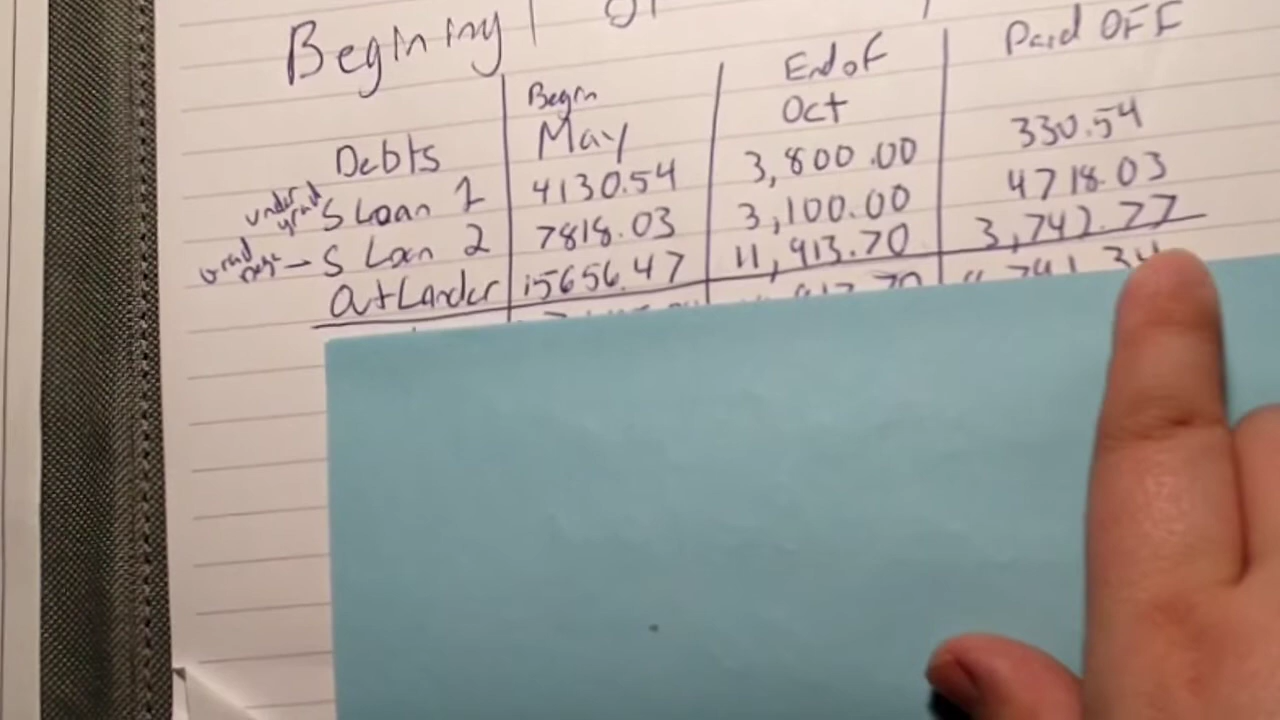 Beginning
Begin May | End of Oct | Paid OFF
Debts
under grad S Loan 1 | 4130.54 | 3,800.00 | 330.54
S Loan 2 | 7818.03 | 3,100.00 | 4718.03
OutLander | 15656.47 | 11,913.70 | 3,742.77